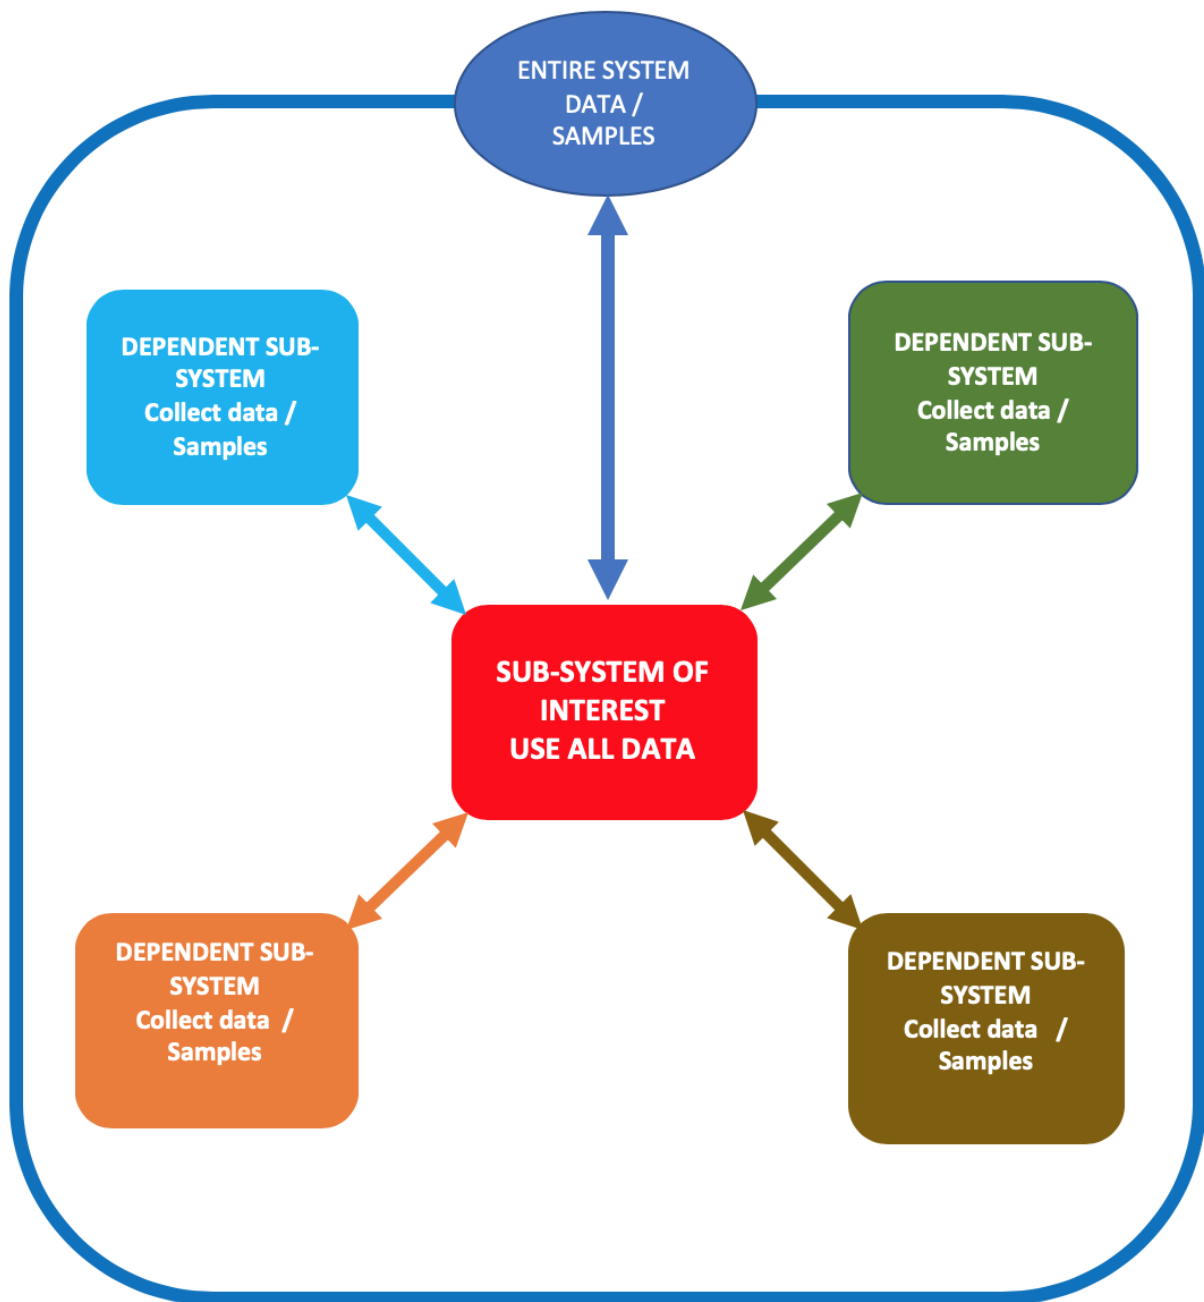 ENTIRE SYSTEM
DATA /
SAMPLES
DEPENDENT SUB-
SYSTEM
Collect data /
Samples
DEPENDENT SUB-
SYSTEM
Collect data /
Samples
SUB-SYSTEM OF
INTEREST
USE ALL DATA
DEPENDENT SUB-
SYSTEM
Collect data  /
Samples
DEPENDENT SUB-
SYSTEM
Collect data   /
Samples